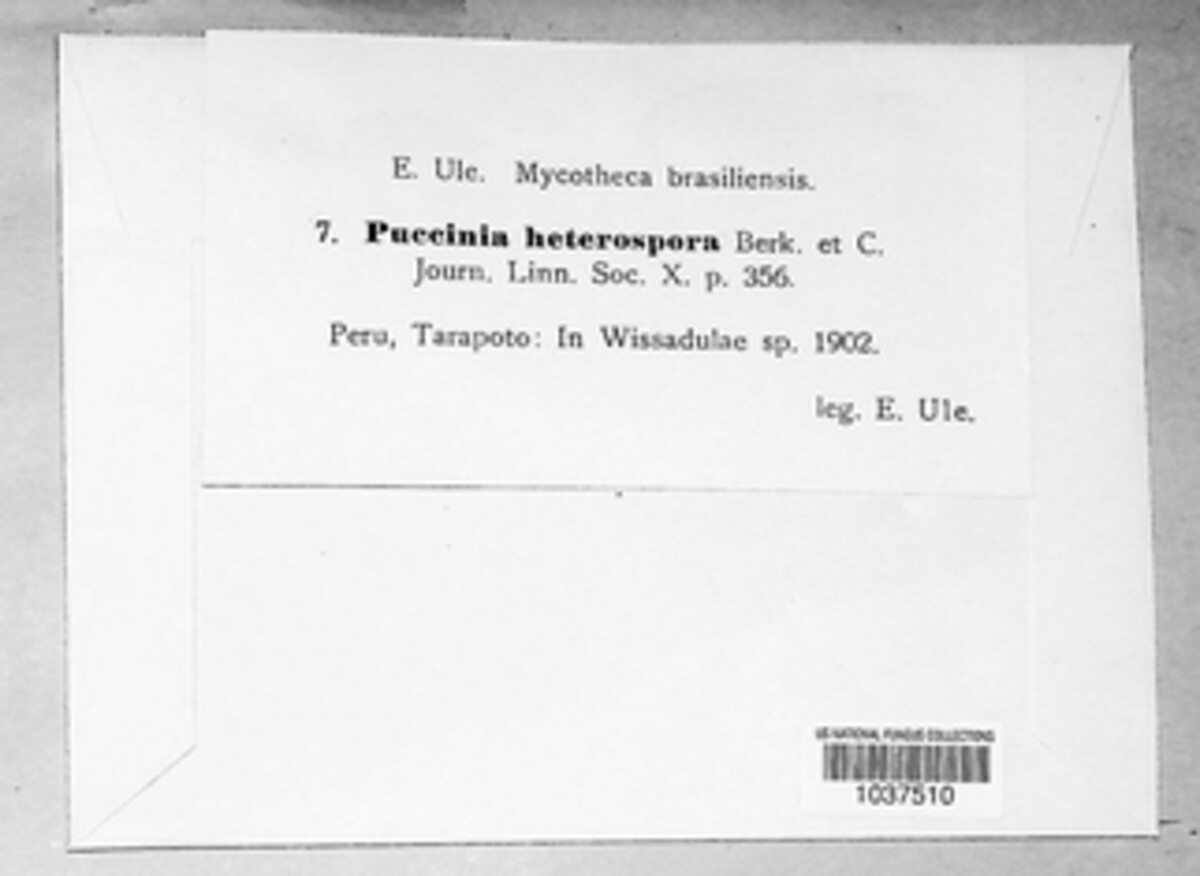 E. Ule. Mycotheca brasiliensis.
7. Puccinia heterospora Berk. et C.
Journ. Linn. Soc. X. p. 356.
Peru, Tarapoto: In Wissadulae sp. 1902.
leg. E. Ule.
US NATIONAL FUNGUS COLLECTIONS
1037510